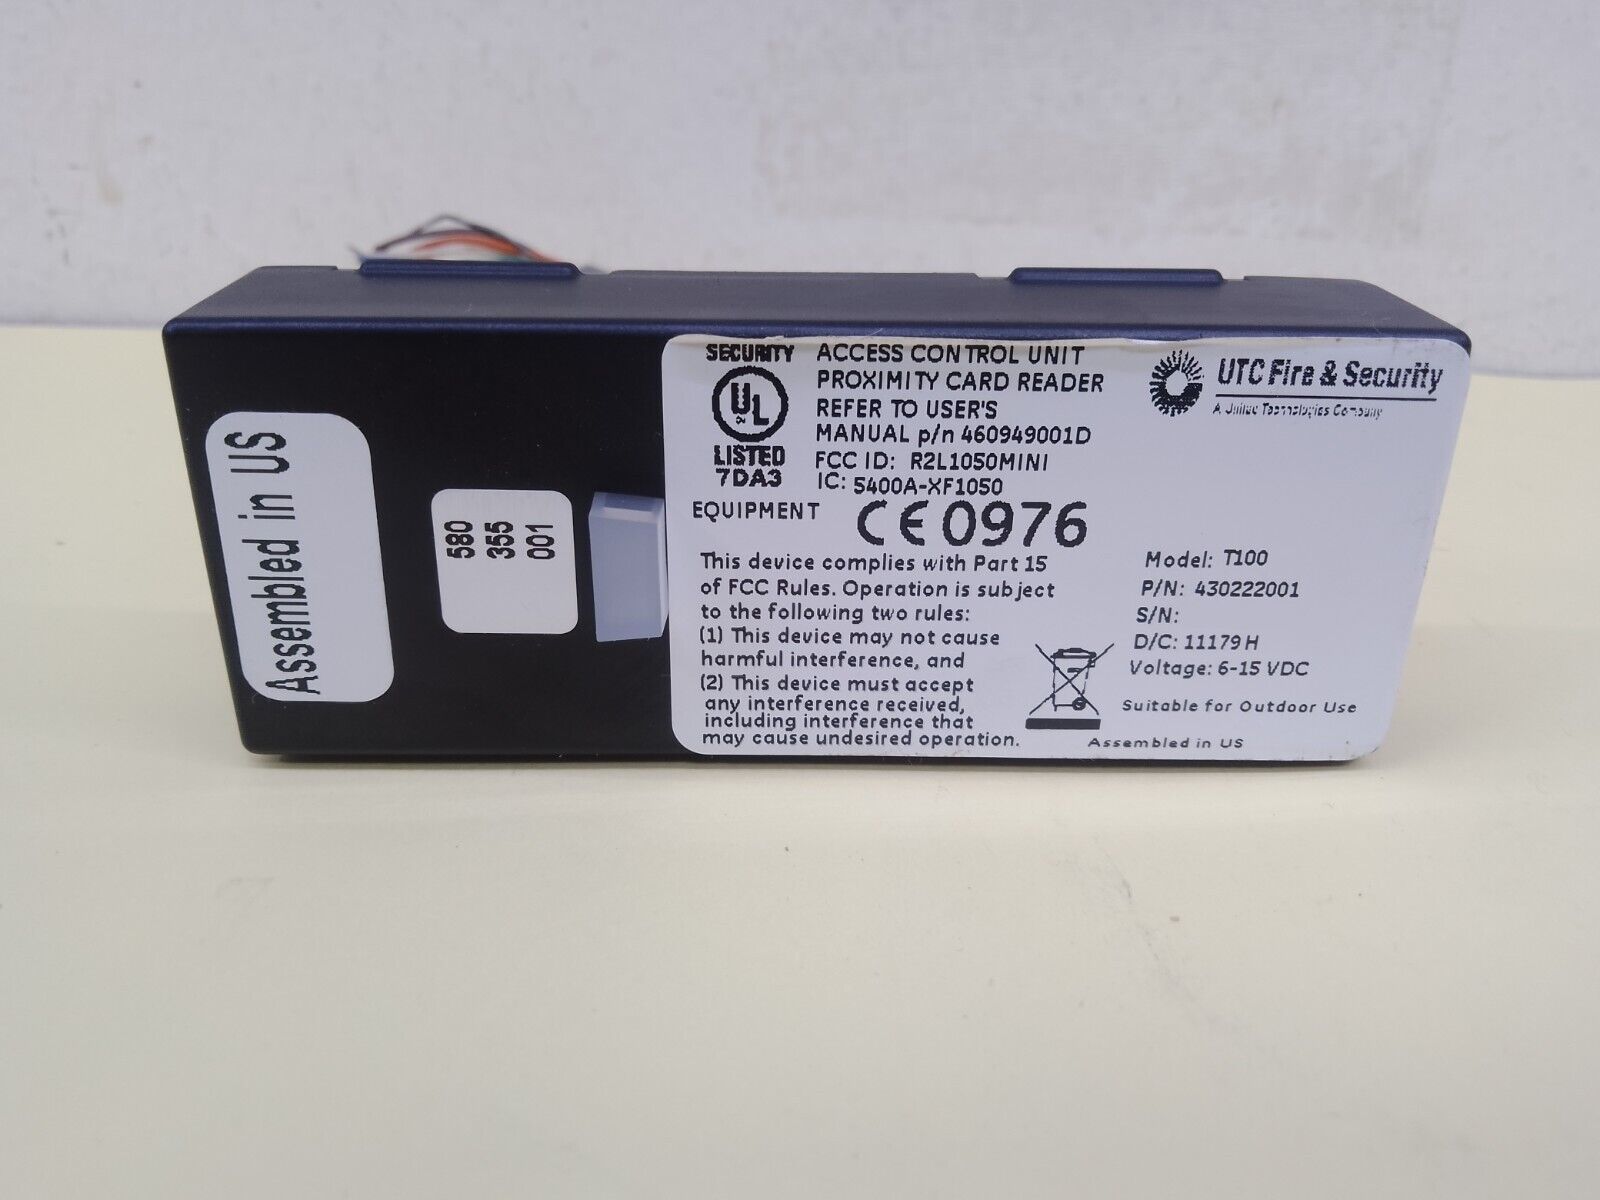 Assembled in US
580
355
001
SECURITY
UL
LISTED
7DA3
EQUIPMENT
ACCESS CONTROL UNIT
PROXIMITY CARD READER
REFER TO USER'S
MANUAL p/n 460949001D
FCC ID: R2L1050MINI
IC: 5400A-XF1050
CE0976
UTC Fire & Security
A United Technologies Company
This device complies with Part 15
of FCC Rules. Operation is subject
to the following two rules:
(1) This device may not cause
harmful interference, and
(2) This device must accept
any interference received,
including interference that
may cause undesired operation.
Model: T100
P/N: 430222001
S/N:
D/C: 11179 H
Voltage: 6-15 VDC
Suitable for Outdoor Use
Assembled in US